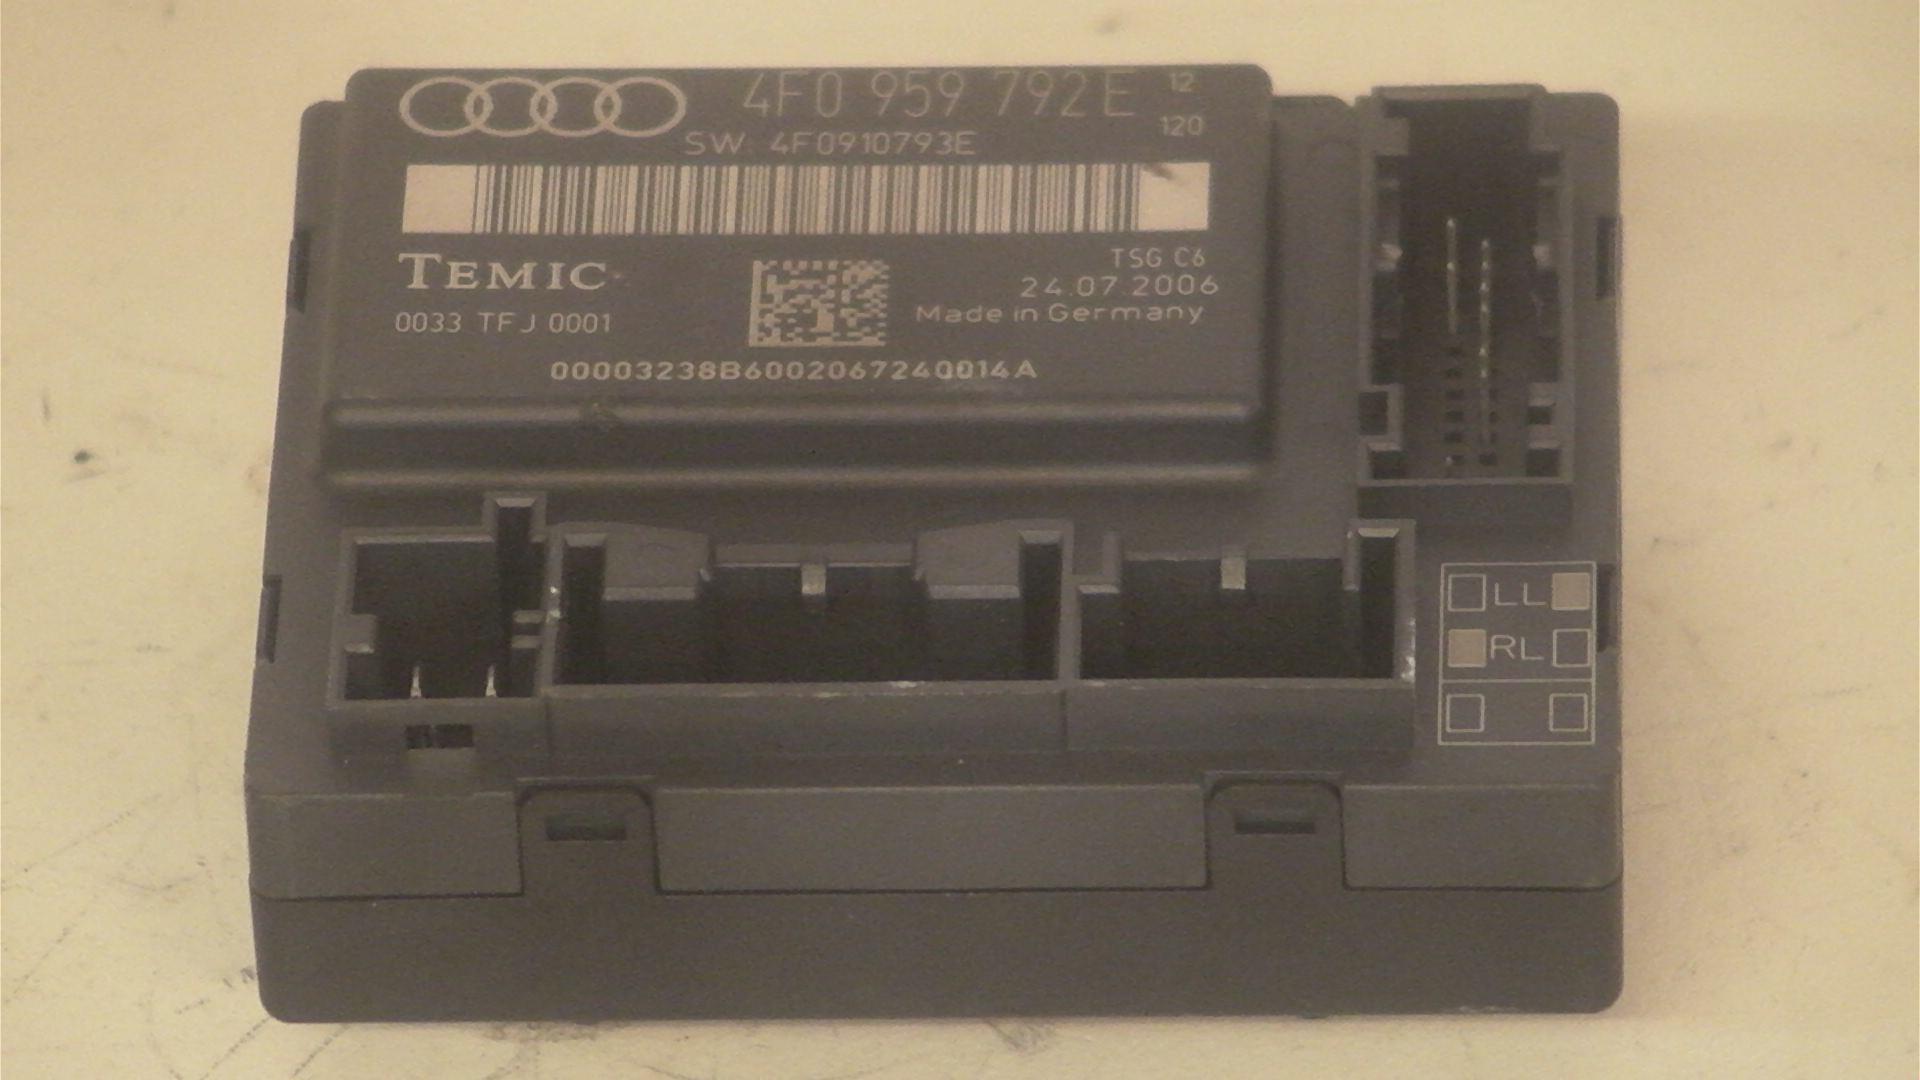 4F0 959 792 E 12
120
SW: 4F0910793E
TEMIC
TSG C6
24.07.2006
0033 TFJ 0001
Made in Germany
00003238B6002067240014A
LL
RL